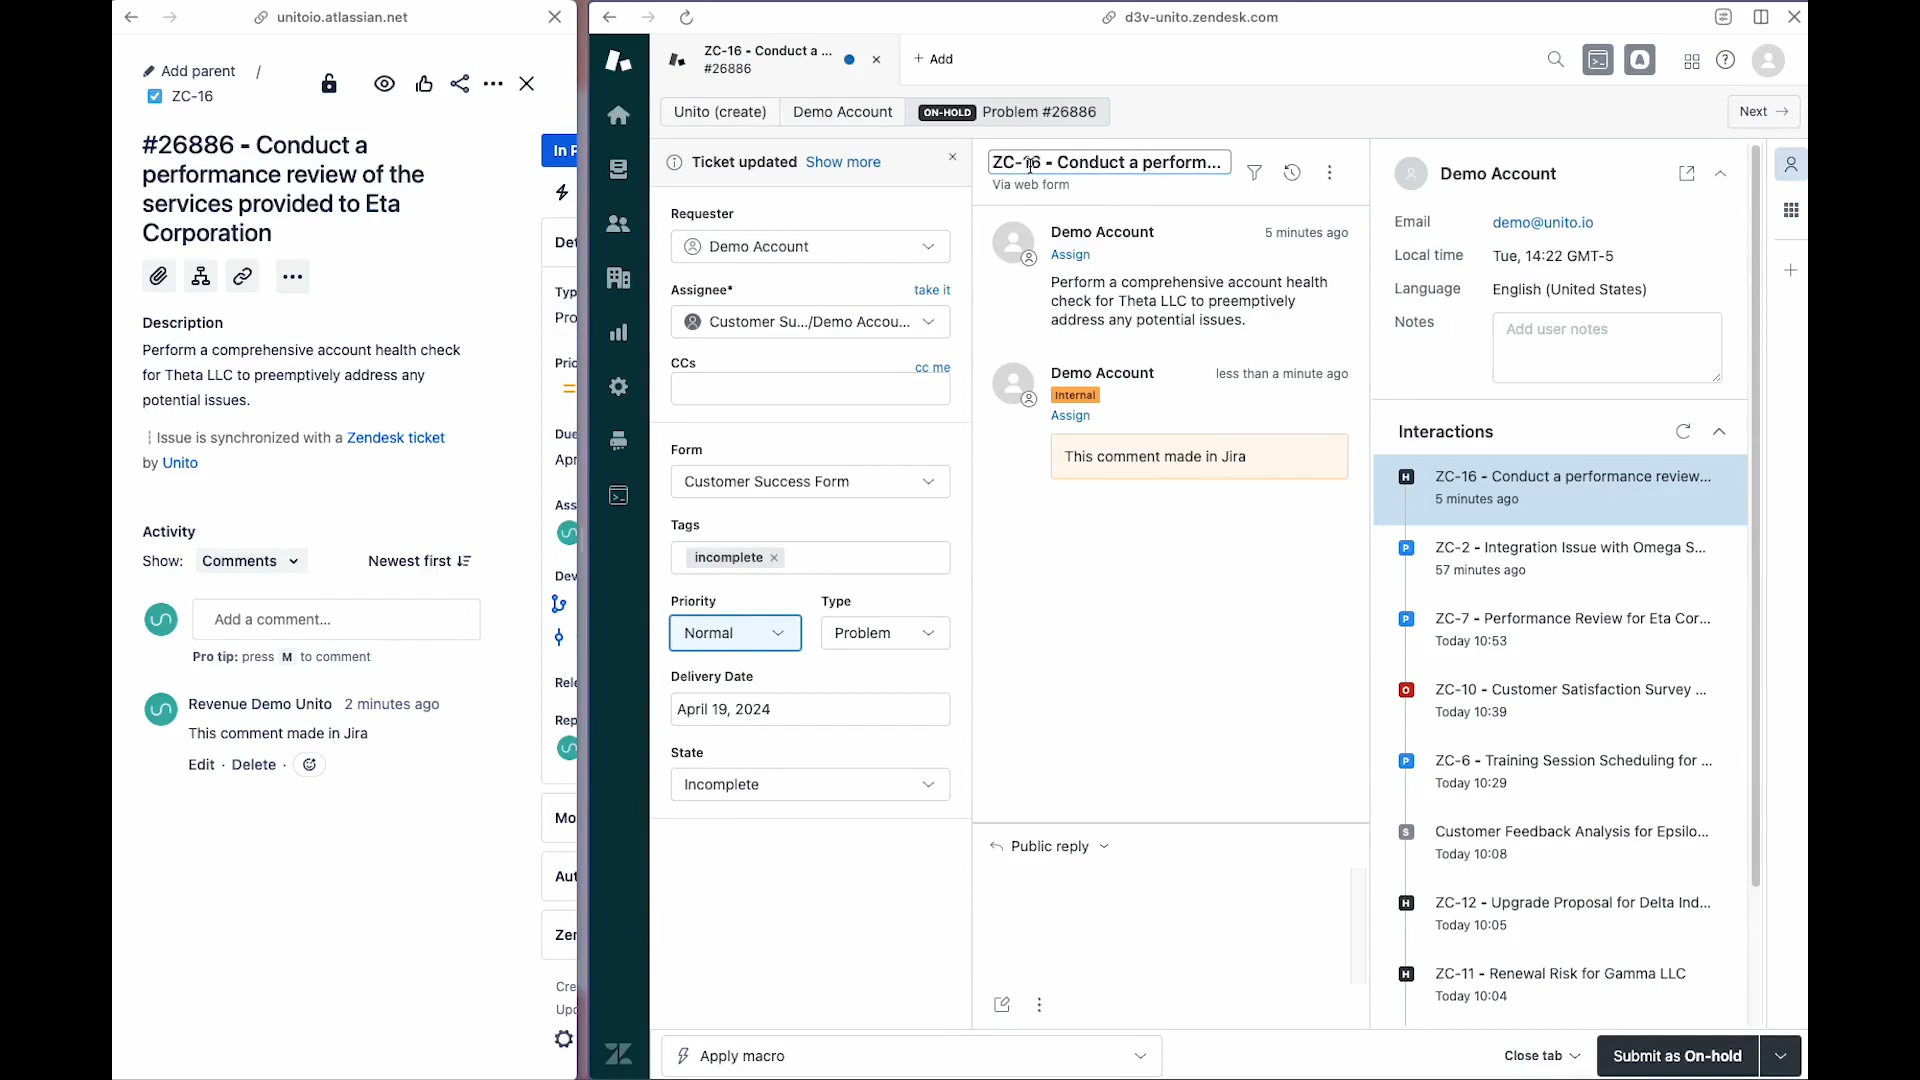 unitoio.atlassian.net
Add parent /
ZC-16
#26886 - Conduct a
performance review of the
services provided to Eta
Corporation
Description
Perform a comprehensive account health check
for Theta LLC to preemptively address any
potential issues.
Issue is synchronized with a Zendesk ticket
by Unito
Activity
Show: Comments Newest first
Add a comment...
Pro tip: press M to comment
Revenue Demo Unito 2 minutes ago
This comment made in Jira
Edit · Delete ·
In P
Det
Typ
Pro
Pric
Due
Apr
Ass
Dev
Rele
Rep
Mo
Aut
Zer
Cre
Upc
d3v-unito.zendesk.com
ZC-16 - Conduct a ...
#26886
+ Add
Unito (create)
Demo Account
ON-HOLD Problem #26886
Next
Ticket updated Show more
Requester
Demo Account
Assignee* take it
Customer Su.../Demo Accou...
CCs cc me
Form
Customer Success Form
Tags
incomplete
Priority Type
Normal Problem
Delivery Date
April 19, 2024
State
Incomplete
ZC-16 - Conduct a perform...
Via web form
Demo Account 5 minutes ago
Assign
Perform a comprehensive account health
check for Theta LLC to preemptively
address any potential issues.
Demo Account less than a minute ago
Internal
Assign
This comment made in Jira
Public reply
Demo Account
Email demo@unito.io
Local time Tue, 14:22 GMT-5
Language English (United States)
Notes Add user notes
Interactions
H ZC-16 - Conduct a performance review...
5 minutes ago
P ZC-2 - Integration Issue with Omega S...
57 minutes ago
P ZC-7 - Performance Review for Eta Cor...
Today 10:53
O ZC-10 - Customer Satisfaction Survey ...
Today 10:39
P ZC-6 - Training Session Scheduling for ...
Today 10:29
S Customer Feedback Analysis for Epsilo...
Today 10:08
H ZC-12 - Upgrade Proposal for Delta Ind...
Today 10:05
H ZC-11 - Renewal Risk for Gamma LLC
Today 10:04
Apply macro
Close tab
Submit as On-hold